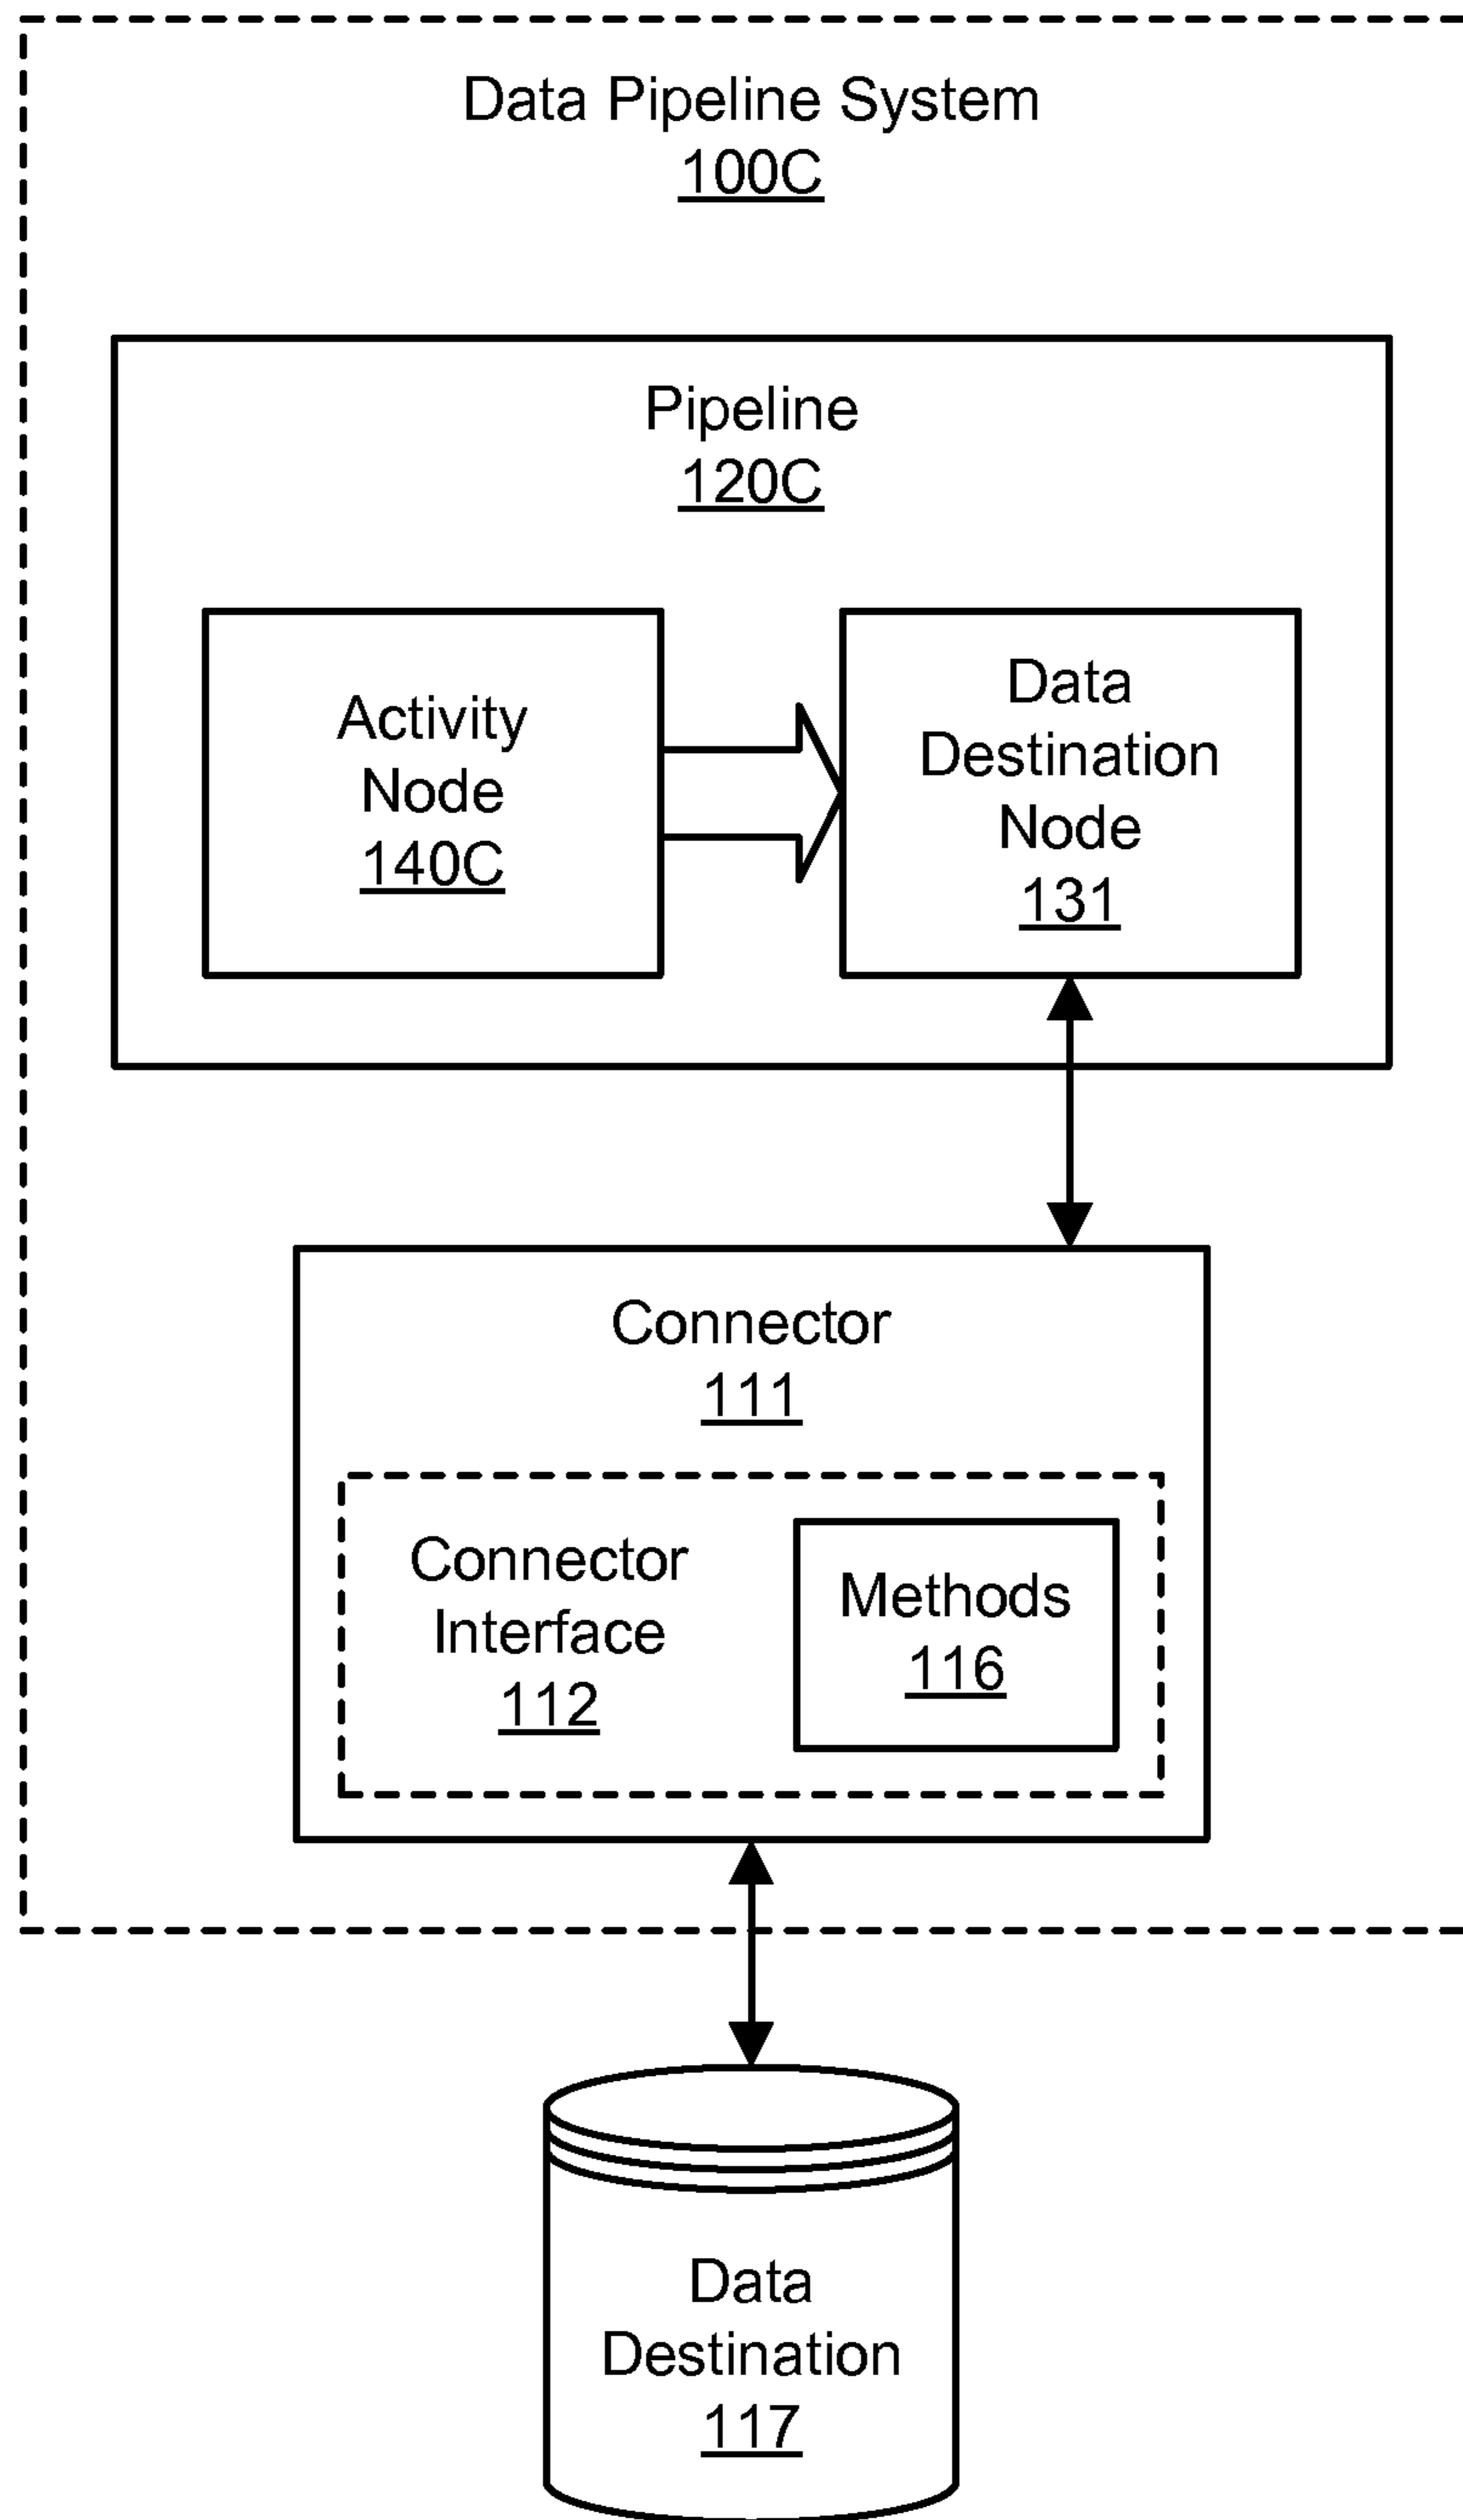 Data Pipeline System
100C
Pipeline
120C
Activity
Node
140C
Data
Destination
Node
131
Connector
111
Connector
Interface
112
Methods
116
Data
Destination
117